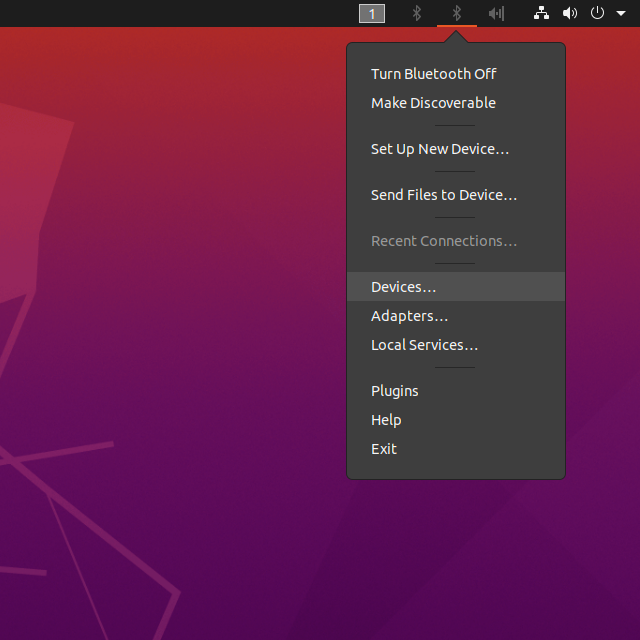 1
Turn Bluetooth Off
Make Discoverable
Set Up New Device…
Send Files to Device…
Recent Connections…
Devices…
Adapters…
Local Services…
Plugins
Help
Exit